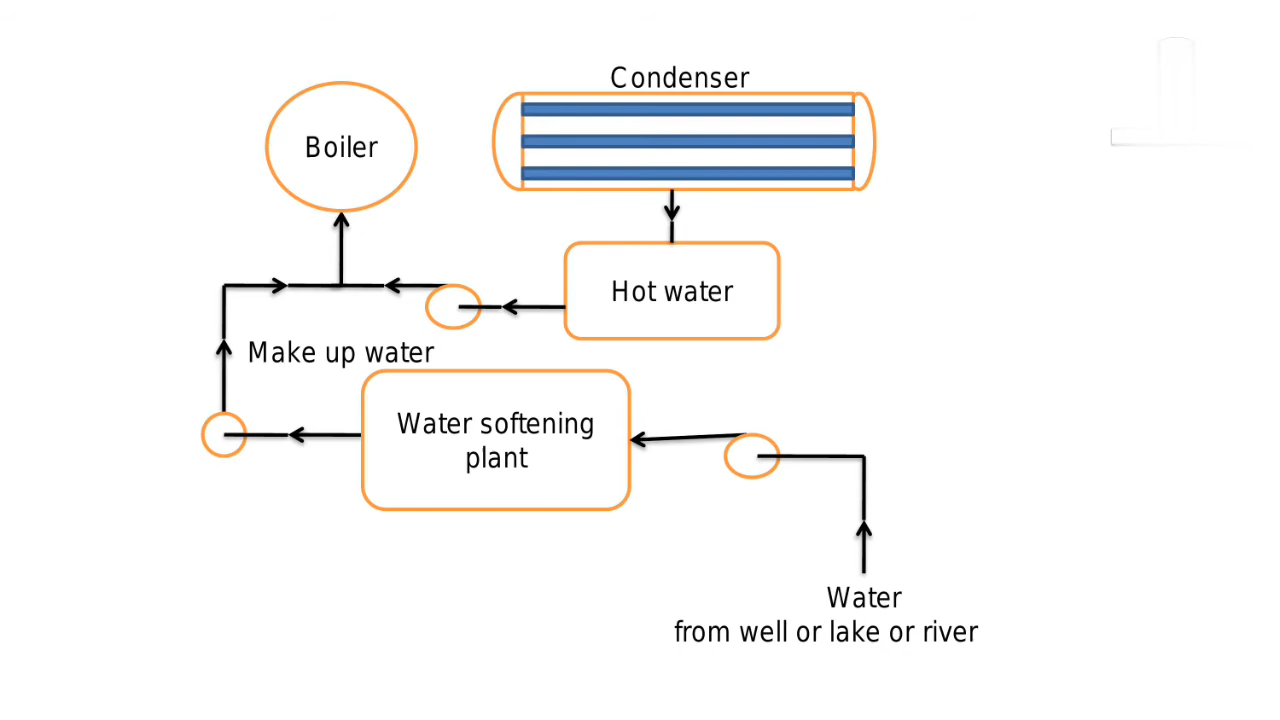 Condenser
Boiler
Hot water
Make up water
Water softening
plant
Water
from well or lake or river